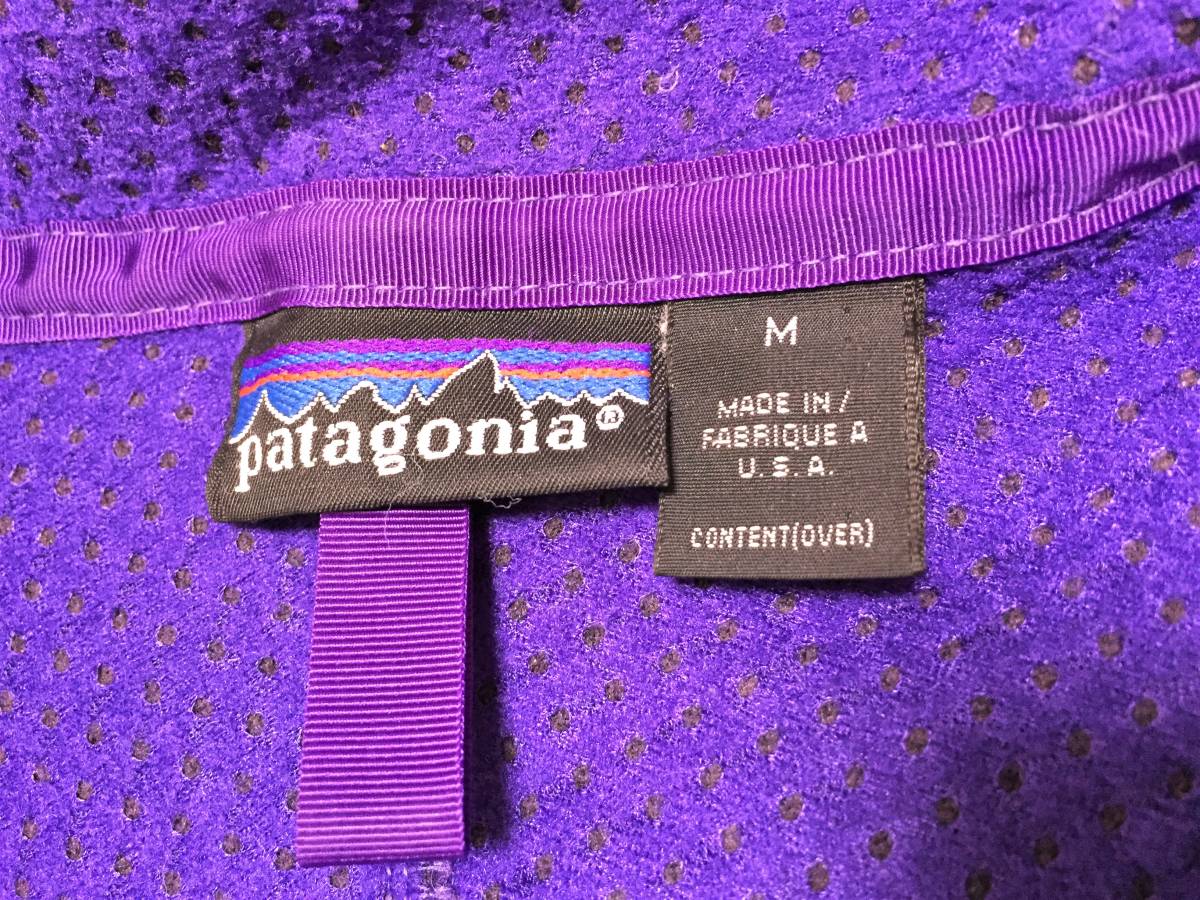 patagonia®
M
MADE IN /
FABRIQUE A
U.S.A.
CONTENT(OVER)